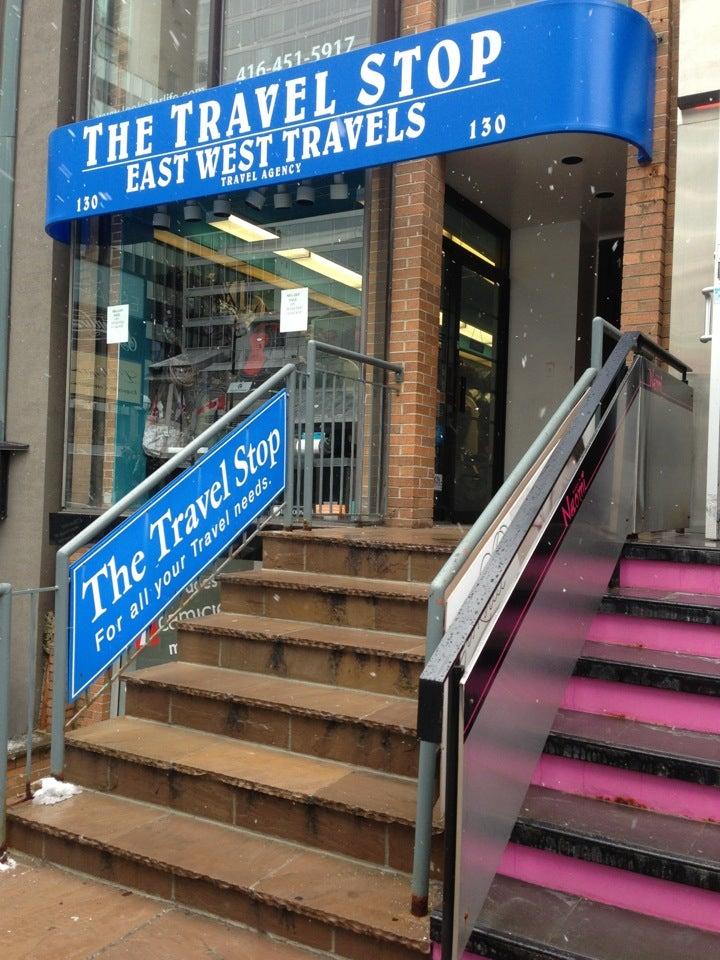 416-451-5917
THE TRAVEL STOP
EAST WEST TRAVELS
TRAVEL AGENCY
130
130
The Travel Stop
For all your Travel needs.
Naomi